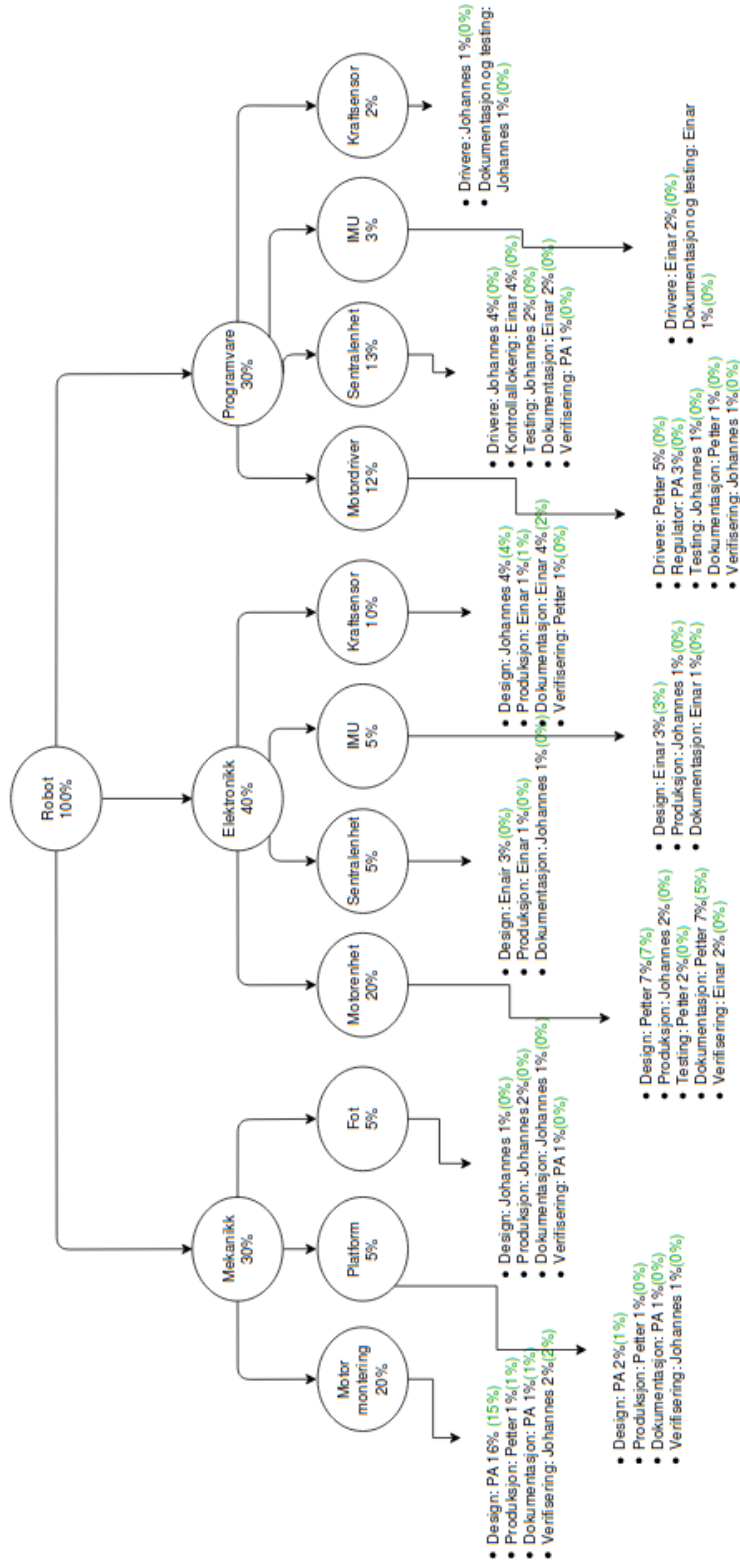 Robot
100%
Mekanikk
30%
Elektronikk
40%
Programvare
30%
Motor
montering
20%
Platform
5%
Fot
5%
Motorenhet
20%
Sentralenhet
5%
IMU
5%
Kraftsensor
10%
Motordriver
12%
Sentralenhet
13%
IMU
3%
Kraftsensor
2%
• Design: PA 16% (15%)
• Produksjon: Petter 1%(1%)
• Dokumentasjon: PA 1%(1%)
• Verifisering: Johannes 2%(2%)
• Design: PA 2%(1%)
• Produksjon: Petter 1%(0%)
• Dokumentasjon: PA 1%(0%)
• Verifisering: Johannes 1%(0%)
• Design: Johannes 1%(0%)
• Produksjon: Johannes 2%(0%)
• Dokumentasjon: Johannes 1%(0%)
• Verifisering: PA 1%(0%)
• Design: Petter 7%(7%)
• Produksjon: Johannes 2%(0%)
• Testing: Petter 2%(0%)
• Dokumentasjon: Petter 7%(5%)
• Verifisering: Einar 2%(0%)
• Design: Enair 3%(0%)
• Produksjon: Einar 1%(0%)
• Dokumentasjon: Johannes 1%(0%)
• Design: Einar 3%(3%)
• Produksjon: Johannes 1%(0%)
• Dokumentasjon: Einar 1%(0%)
• Design: Johannes 4%(4%)
• Produksjon: Einar 1%(1%)
• Dokumentasjon: Einar 4%(2%)
• Verifisering: Petter 1%(0%)
• Drivere: Petter 5%(0%)
• Regulator: PA 3%(0%)
• Testing: Johannes 1%(0%)
• Dokumentasjon: Petter 1%(0%)
• Verifisering: Johannes 1%(0%)
• Drivere: Johannes 4%(0%)
• Kontrollallokerig: Einar 4%(0%)
• Testing: Johannes 2%(0%)
• Dokumentasjon: Einar 2%(0%)
• Verifisering: PA 1%(0%)
• Drivere: Einar 2%(0%)
• Dokumentasjon og testing: Einar
1%(0%)
• Drivere: Johannes 1%(0%)
• Dokumentasjon og testing:
Johannes 1%(0%)